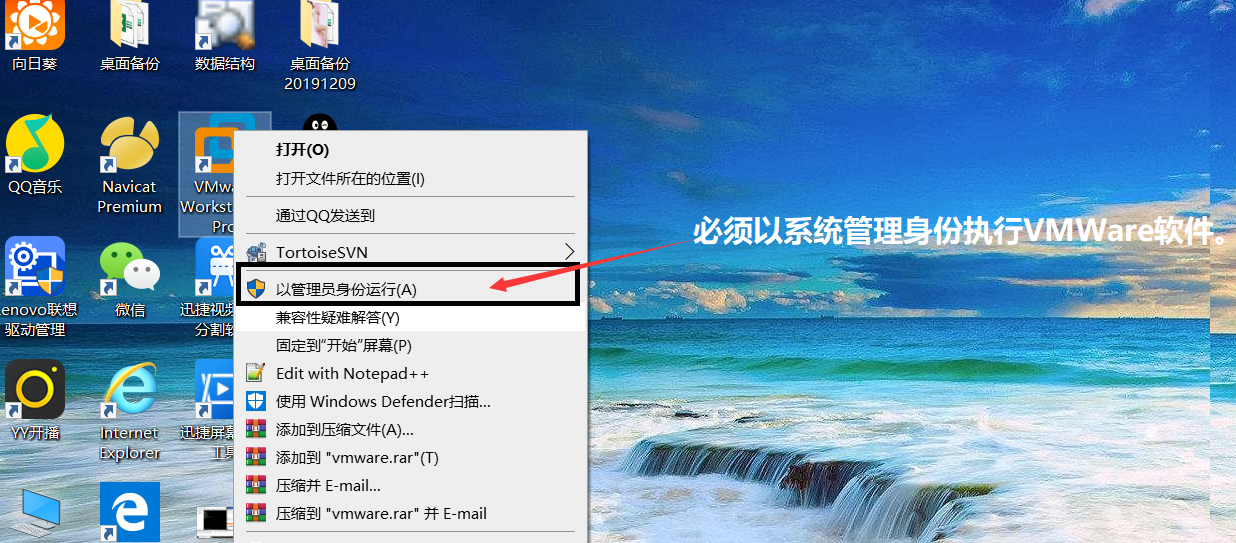 向日葵
桌面备份
数据结构
桌面备份
20191209
QQ音乐
Navicat
Premium
打开(O)
打开文件所在的位置(I)
通过QQ发送到
TortoiseSVN
以管理员身份运行(A)
兼容性疑难解答(Y)
固定到"开始"屏幕(P)
Edit with Notepad++
使用 Windows Defender扫描...
添加到压缩文件(A)...
添加到 "vmware.rar"(T)
压缩并 E-mail...
压缩到 "vmware.rar" 并 E-mail
必须以系统管理身份执行VMWare软件。
enovo联想
驱动管理
微信
迅捷视频
分割
YY开播
Internet
Explorer
迅捷屏
工